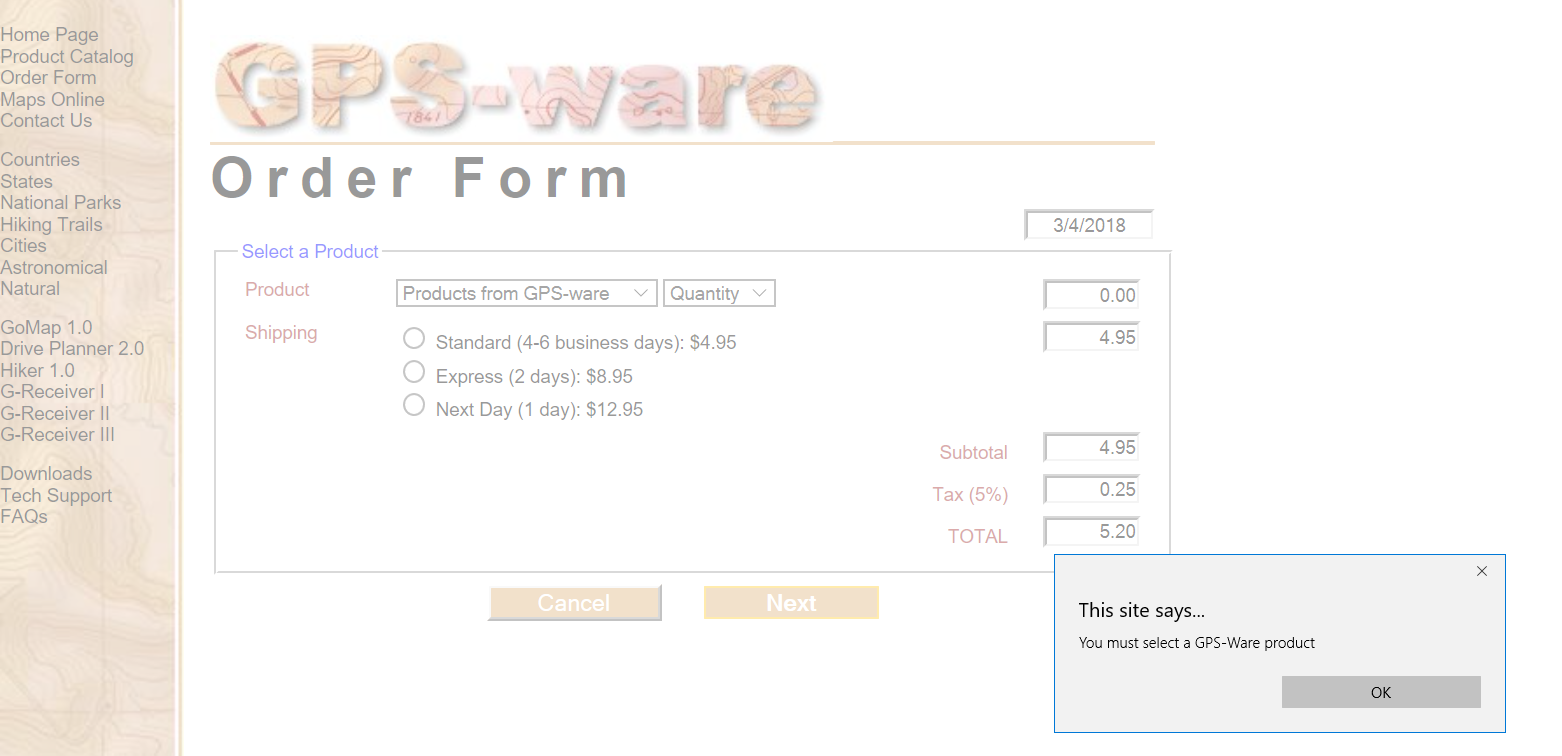 Home Page
Product Catalog
Order Form
Maps Online
Contact Us
Countries
States
National Parks
Hiking Trails
Cities
Astronomical
Natural
GoMap 1.0
Drive Planner 2.0
Hiker 1.0
G-Receiver I
G-Receiver II
G-Receiver III
Downloads
Tech Support
FAQs
GPS-ware
1841
Order Form
3/4/2018
Select a Product
Product Products from GPS-ware Quantity 0.00
Shipping Standard (4-6 business days): $4.95 4.95
Express (2 days): $8.95
Next Day (1 day): $12.95
Subtotal 4.95
Tax (5%) 0.25
TOTAL 5.20
Cancel Next
This site says...
You must select a GPS-Ware product
OK